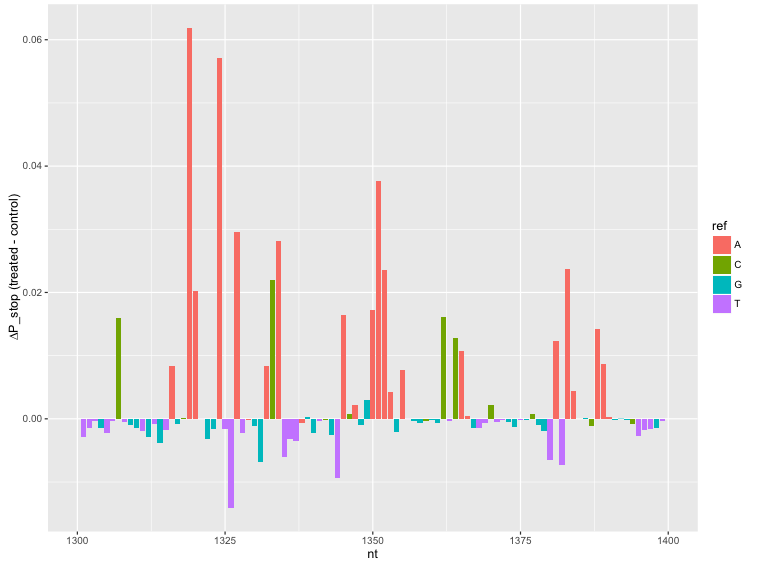 0.06
0.04
0.02
0.00
ΔP_stop (treated - control)
1300 1325 1350 1375 1400
nt
ref
A
C
G
T